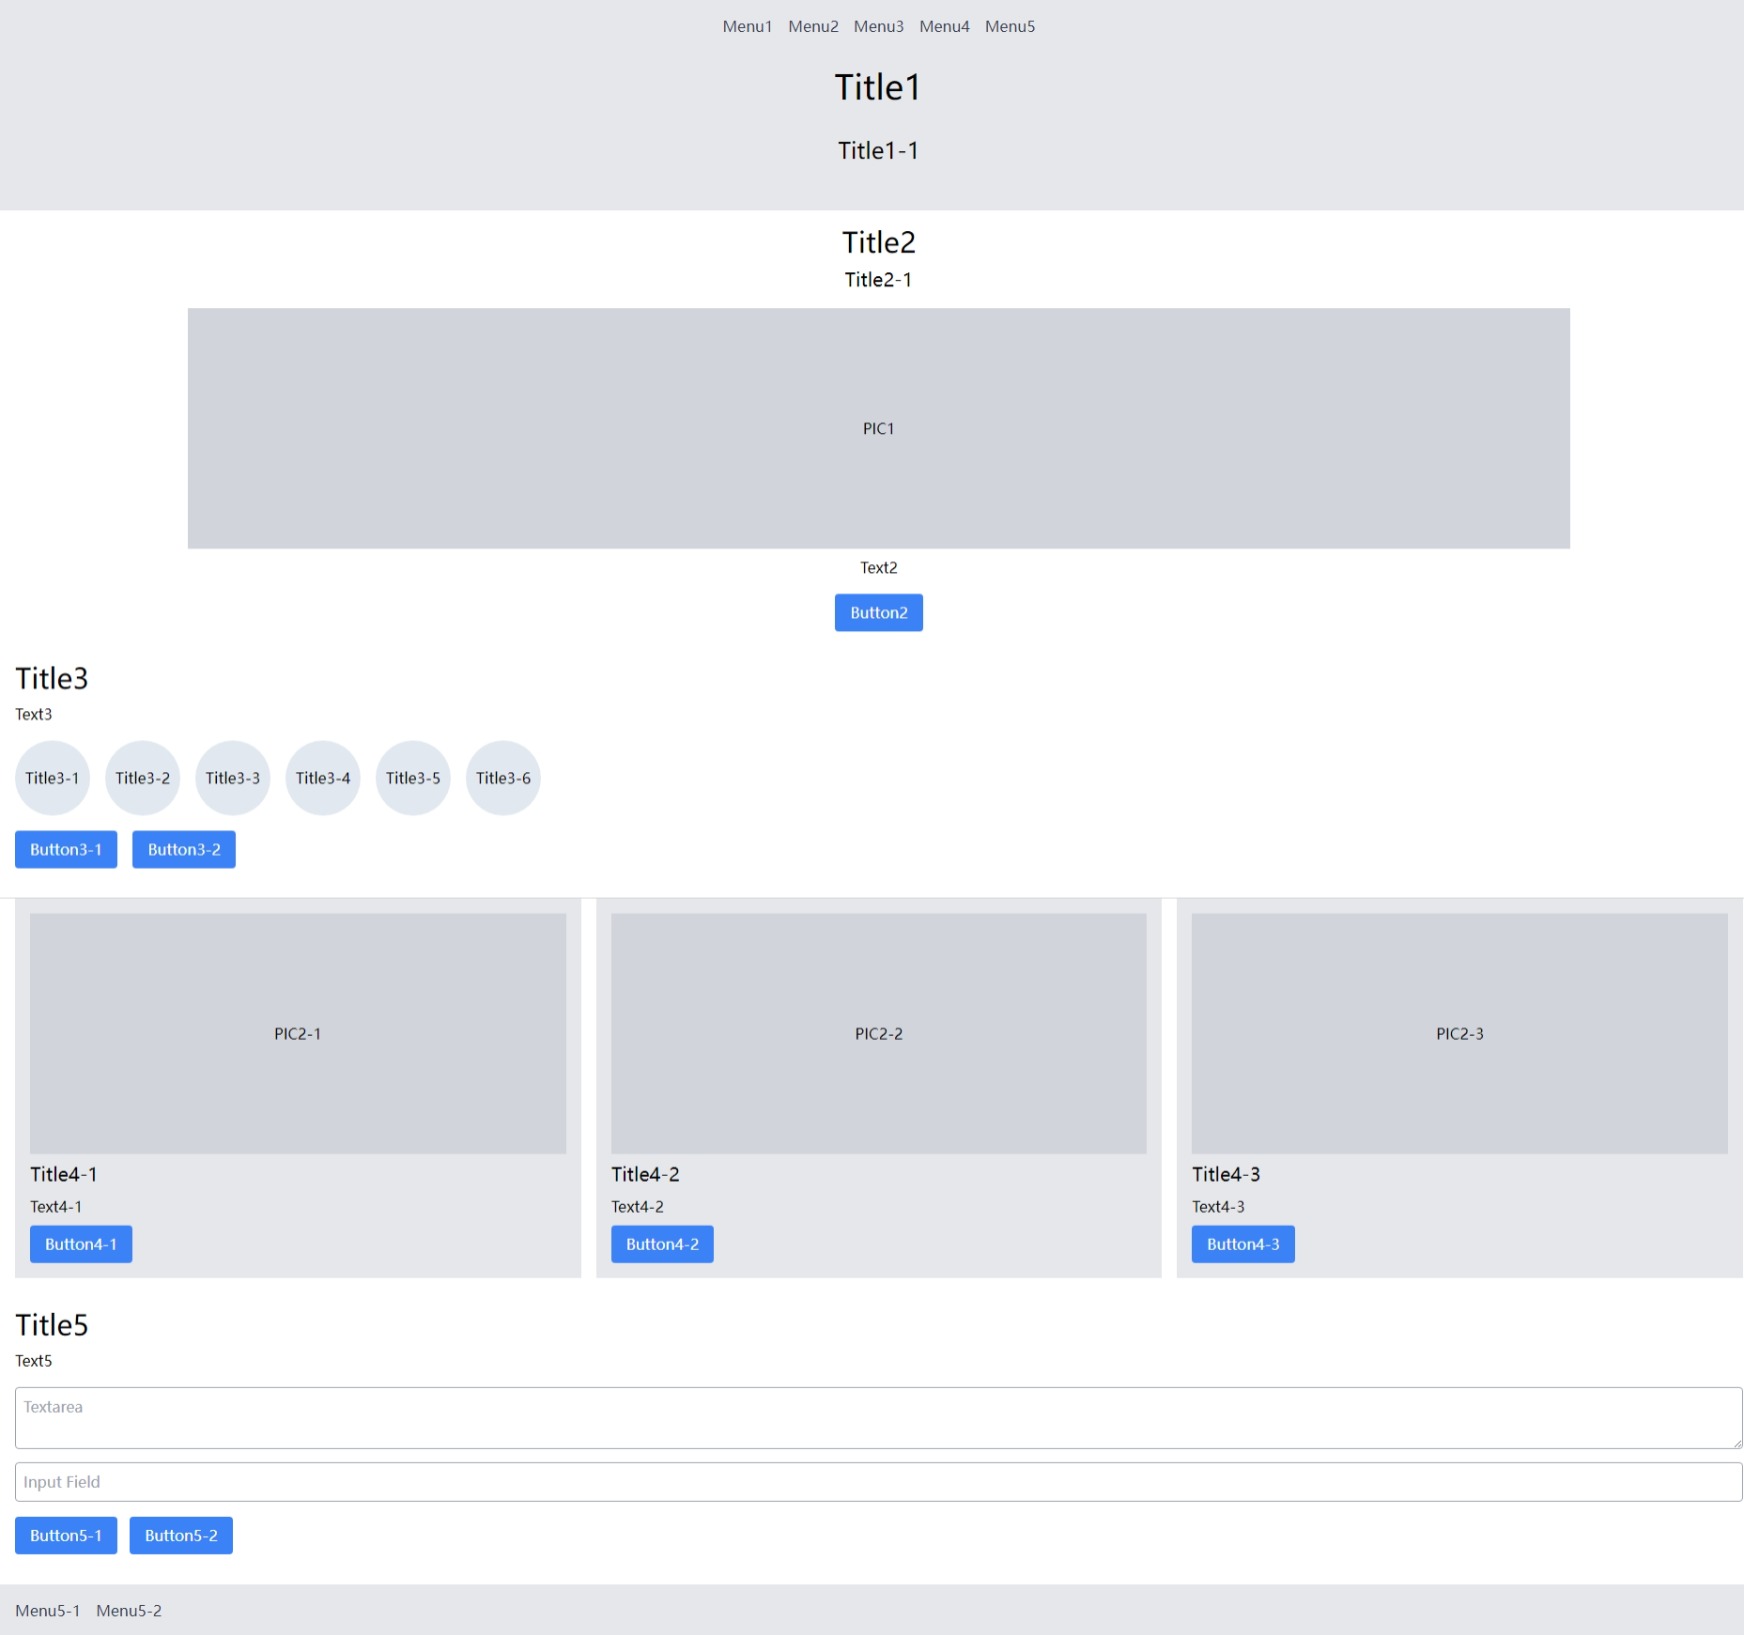 Menu1 Menu2 Menu3 Menu4 Menu5
Title1
Title1-1
Title2
Title2-1
PIC1
Text2
Button2
Title3
Text3
Title3-1 Title3-2 Title3-3 Title3-4 Title3-5 Title3-6
Button3-1 Button3-2
PIC2-1 PIC2-2 PIC2-3
Title4-1 Title4-2 Title4-3
Text4-1 Text4-2 Text4-3
Button4-1 Button4-2 Button4-3
Title5
Text5
Textarea
Input Field
Button5-1 Button5-2
Menu5-1 Menu5-2